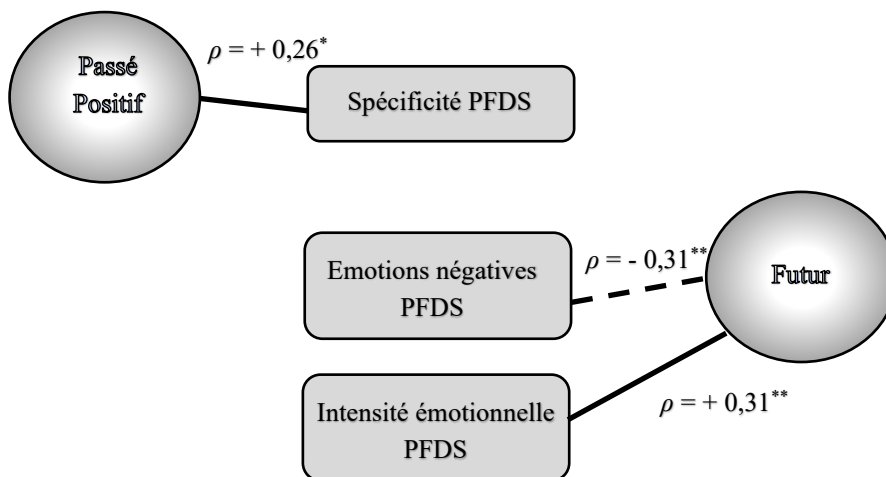 Passé
Positif
ρ = + 0,26*
Spécificité PFDS
Emotions négatives
PFDS
ρ = - 0,31**
Futur
Intensité émotionnelle
PFDS
ρ = + 0,31**